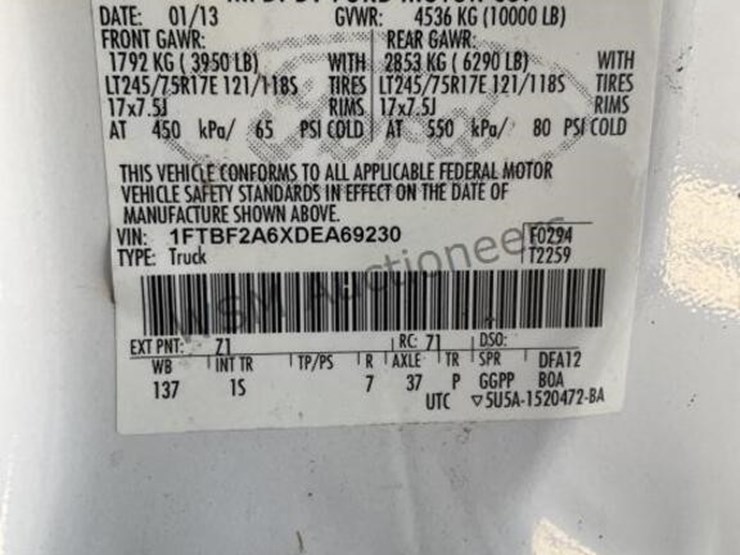 DATE: 01/13 GVWR: 4536 KG (10000 LB)
FRONT GAWR: REAR GAWR:
1792 KG ( 3950 LB) WITH 2853 KG ( 6290 LB) WITH
LT245/75R17E 121/118S TIRES LT245/75R17E 121/118S TIRES
17x7.5J RIMS 17x7.5J RIMS
AT 450 kPa/ 65 PSI COLD AT 550 kPa/ 80 PSI COLD
THIS VEHICLE CONFORMS TO ALL APPLICABLE FEDERAL MOTOR
VEHICLE SAFETY STANDARDS IN EFFECT ON THE DATE OF
MANUFACTURE SHOWN ABOVE.
VIN: 1FTBF2A6XDEA69230 F0294
TYPE: Truck T2259
WSM Auctioneers
EXT PNT: Z1 RC: 71 DSO:
WB INT TR TP/PS R AXLE TR SPR DFA12
137 1S 7 37 P GGPP BOA
UTC ▽5U5A-1520472-BA